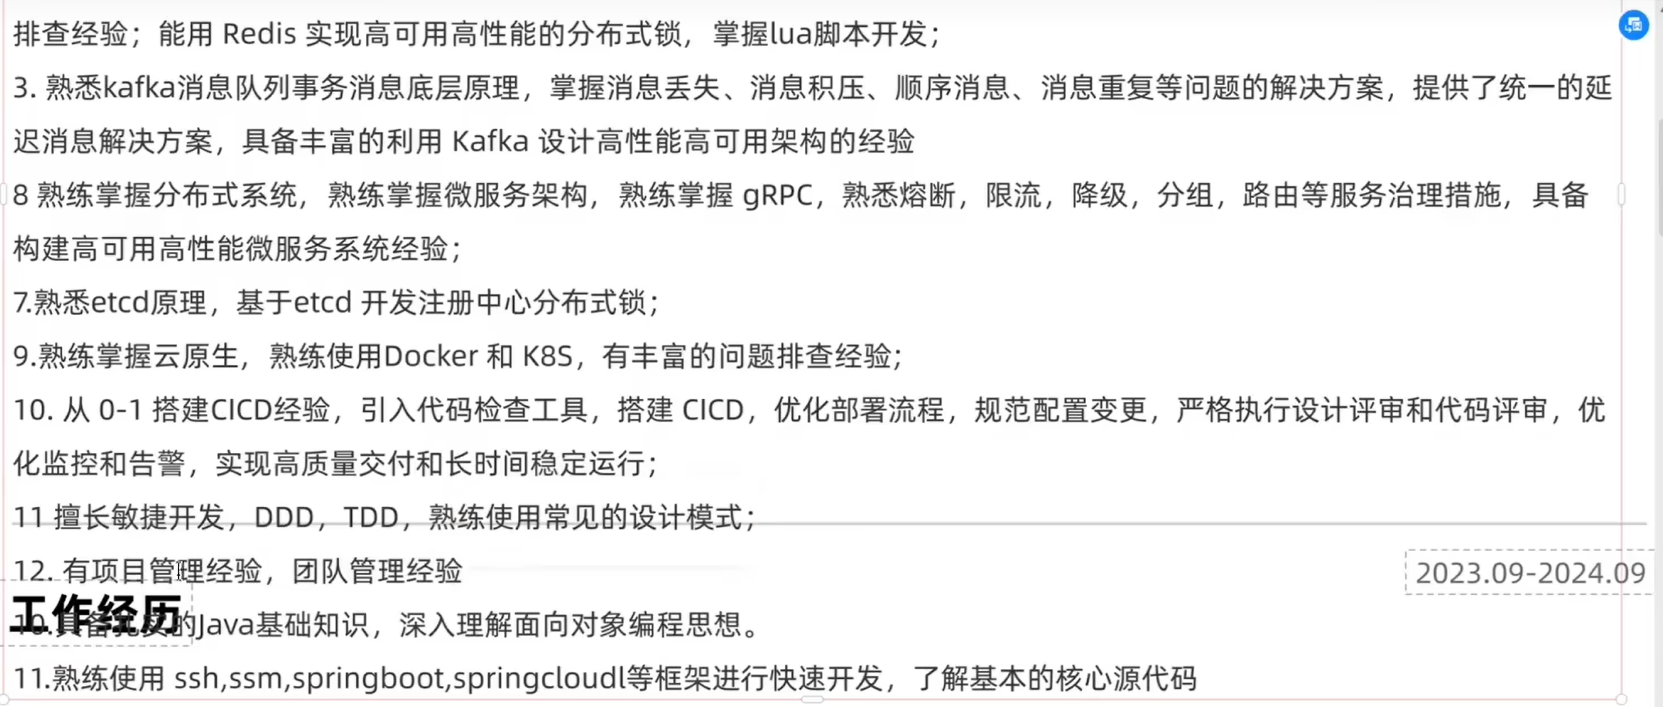 排查经验；能用 Redis 实现高可用高性能的分布式锁，掌握lua脚本开发；
3. 熟悉kafka消息队列事务消息底层原理，掌握消息丢失、消息积压、顺序消息、消息重复等问题的解决方案，提供了统一的延
迟消息解决方案，具备丰富的利用 Kafka 设计高性能高可用架构的经验
8 熟练掌握分布式系统，熟练掌握微服务架构，熟练掌握 gRPC，熟悉熔断，限流，降级，分组，路由等服务治理措施，具备
构建高可用高性能微服务系统经验；
7.熟悉etcd原理，基于etcd 开发注册中心分布式锁；
9.熟练掌握云原生，熟练使用Docker 和 K8S，有丰富的问题排查经验；
10. 从 0-1 搭建CICD经验，引入代码检查工具，搭建 CICD，优化部署流程，规范配置变更，严格执行设计评审和代码评审，优
化监控和告警，实现高质量交付和长时间稳定运行；
11 擅长敏捷开发，DDD，TDD，熟练使用常见的设计模式；
12. 有项目管理经验，团队管理经验
2023.09-2024.09
工作经历
10.具备扎实的Java基础知识，深入理解面向对象编程思想。
11.熟练使用 ssh,ssm,springboot,springcloudl等框架进行快速开发，了解基本的核心源代码